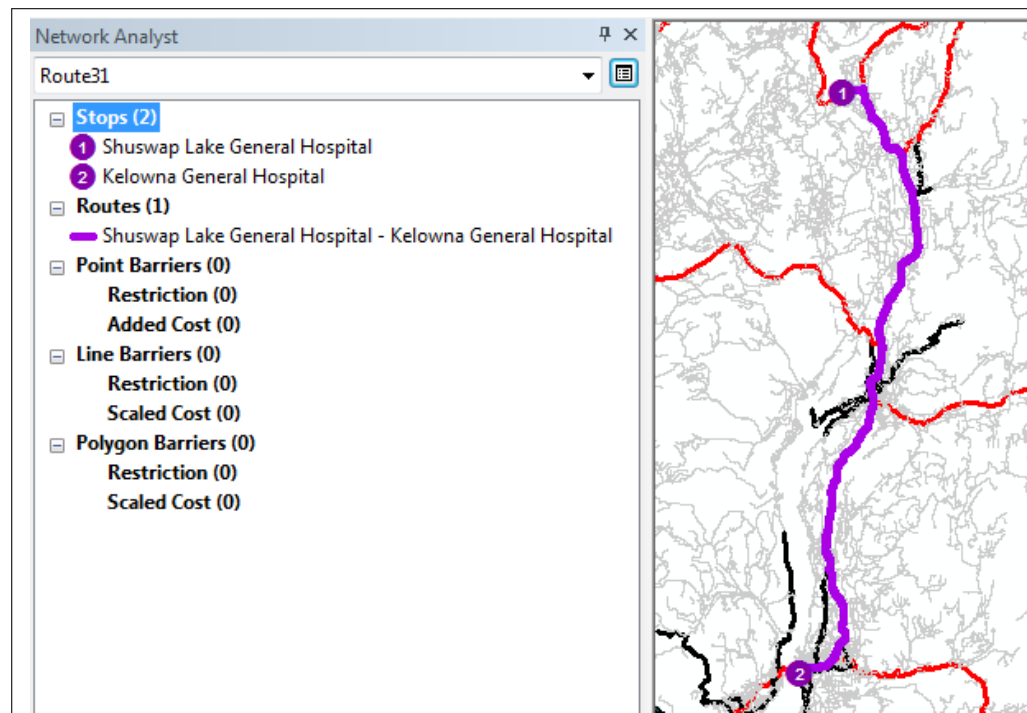 Network Analyst
Route31
Stops (2)
1 Shuswap Lake General Hospital
2 Kelowna General Hospital
Routes (1)
Shuswap Lake General Hospital - Kelowna General Hospital
Point Barriers (0)
Restriction (0)
Added Cost (0)
Line Barriers (0)
Restriction (0)
Scaled Cost (0)
Polygon Barriers (0)
Restriction (0)
Scaled Cost (0)
1
2